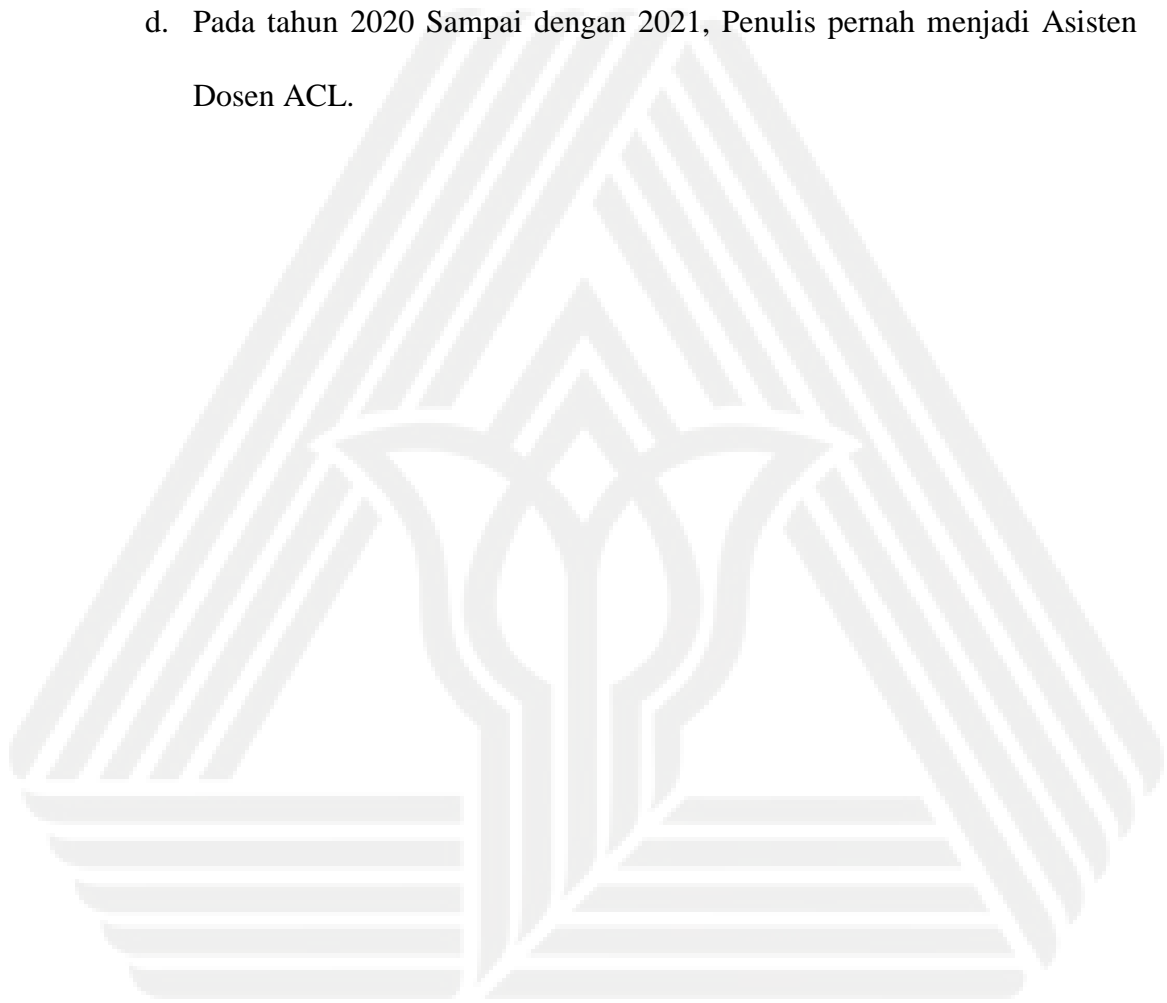 d. Pada tahun 2020 Sampai dengan 2021, Penulis pernah menjadi Asisten
Dosen ACL.